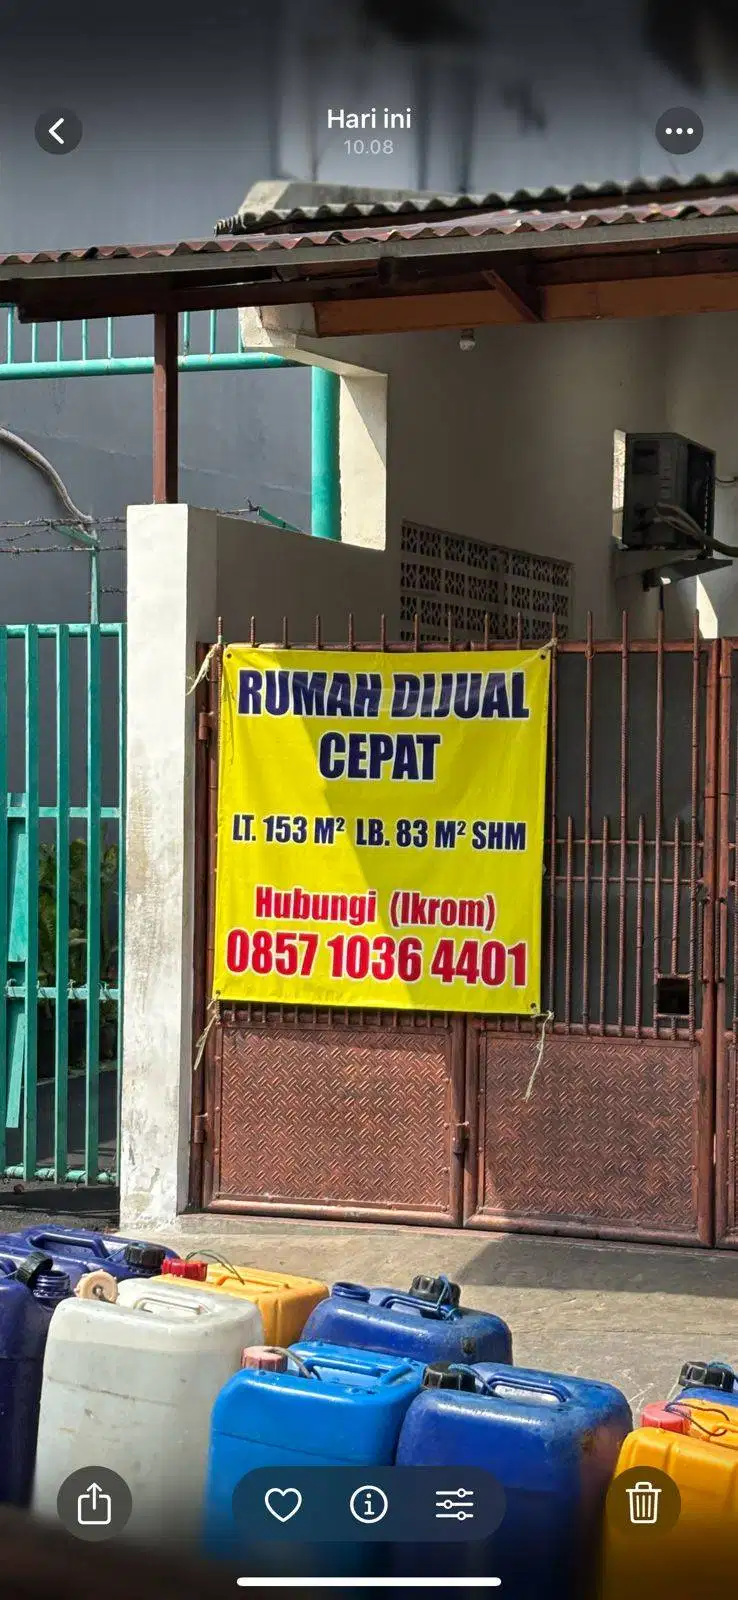 Hari ini
10.08
RUMAH DIJUAL
CEPAT
LT. 153 M² LB. 83 M² SHM
Hubungi (Ikrom)
0857 1036 4401